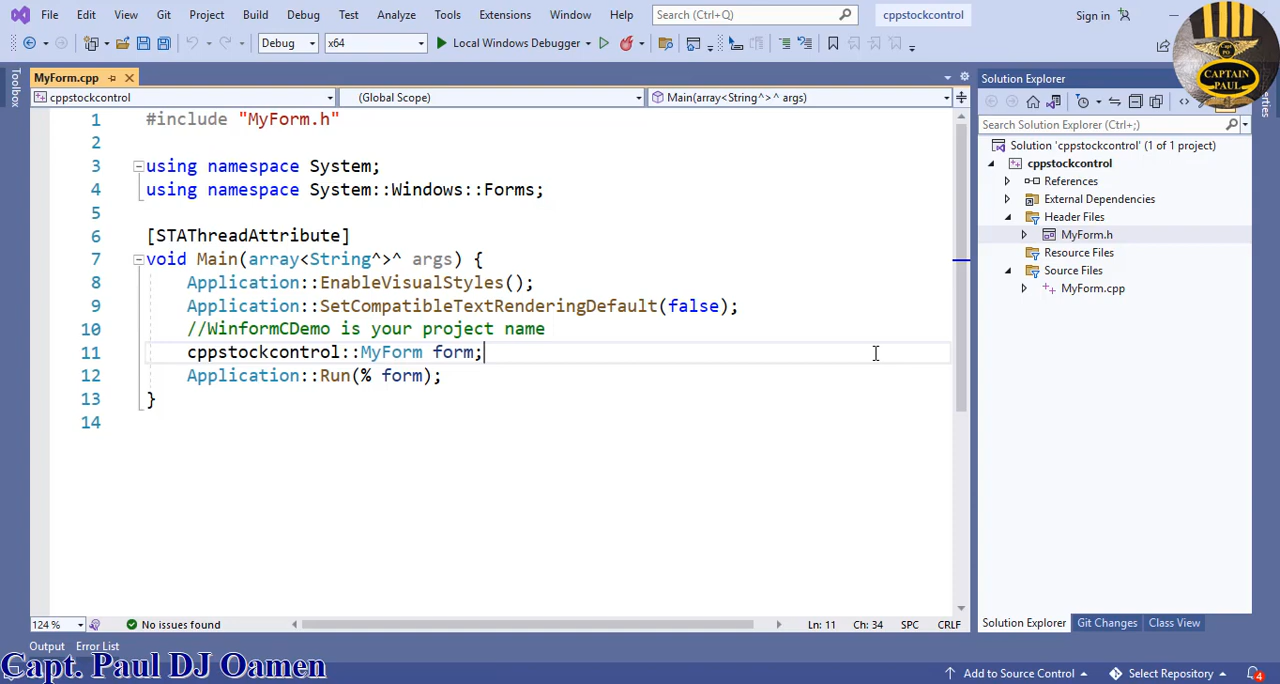 File Edit View Git Project Build Debug Test Analyze Tools Extensions Window Help Search (Ctrl+Q) cppstockcontrol Sign in
Debug x64 Local Windows Debugger
CAPTAIN
PAUL
Toolbox
MyForm.cpp
cppstockcontrol (Global Scope) Main(array<String^>^ args)
1 #include "MyForm.h"
2
3 using namespace System;
4 using namespace System::Windows::Forms;
5
6 [STAThreadAttribute]
7 void Main(array<String^>^ args) {
8 Application::EnableVisualStyles();
9 Application::SetCompatibleTextRenderingDefault(false);
10 //WinformCDemo is your project name
11 cppstockcontrol::MyForm form;
12 Application::Run(% form);
13 }
14
124 % No issues found Ln: 11 Ch: 34 SPC CRLF
Solution Explorer
Search Solution Explorer (Ctrl+;)
Solution 'cppstockcontrol' (1 of 1 project)
cppstockcontrol
References
External Dependencies
Header Files
MyForm.h
Resource Files
Source Files
MyForm.cpp
Solution Explorer Git Changes Class View
Output Error List
Capt. Paul DJ Oamen
Add to Source Control Select Repository 4